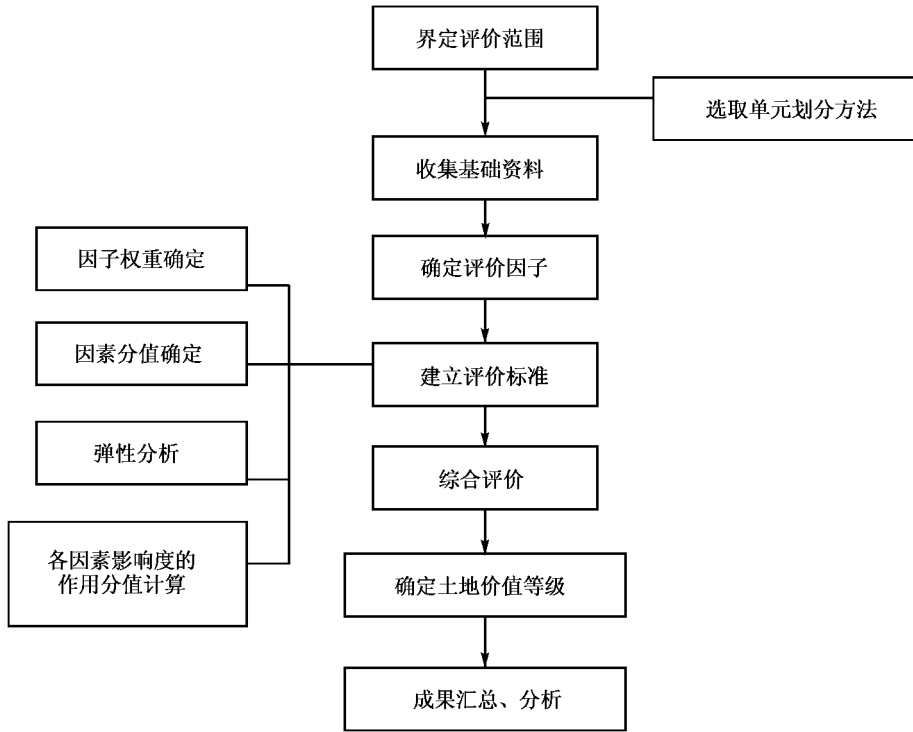 界定评价范围
选取单元划分方法
收集基础资料
因子权重确定
确定评价因子
因素分值确定
建立评价标准
弹性分析
综合评价
各因素影响度的
作用分值计算
确定土地价值等级
成果汇总、分析